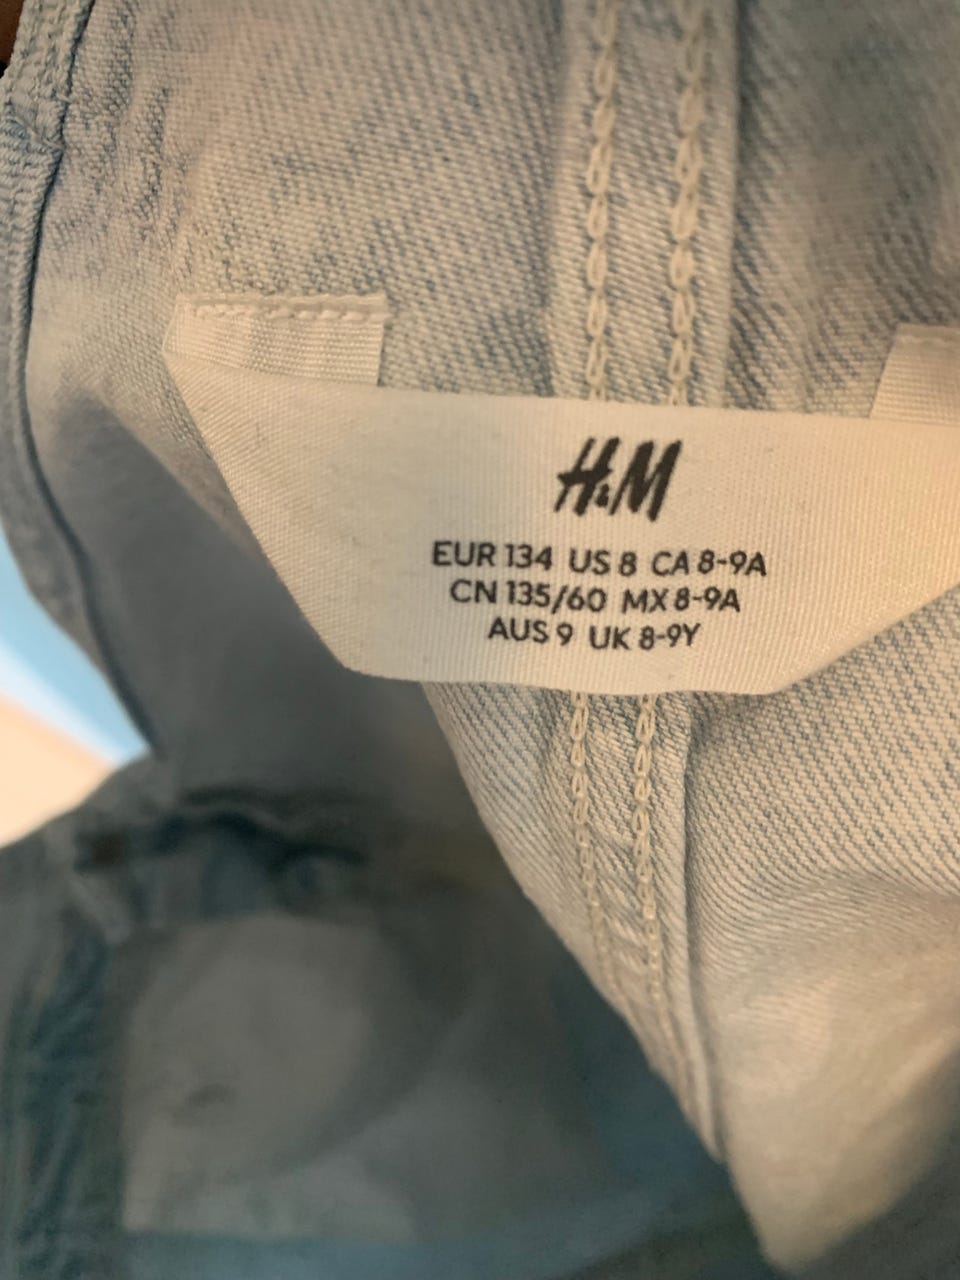 H&M
EUR 134 US 8 CA 8-9A
CN 135/60 MX 8-9A
AUS 9 UK 8-9Y